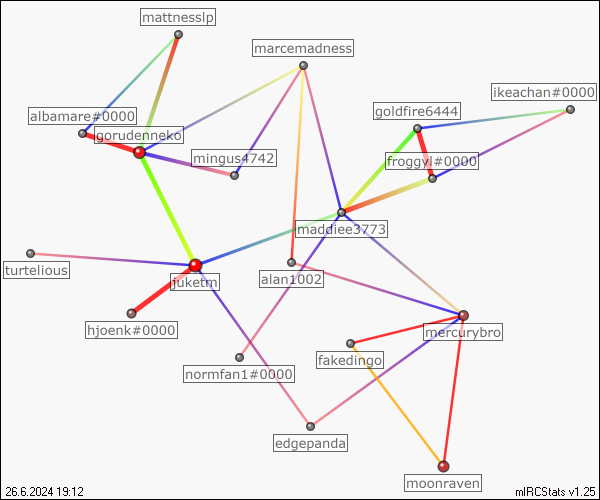 mattnesslp
marcemadness
ikeachan#0000
albamare#0000
goldfire6444
gorudenneko
mingus4742
froggyl#0000
maddiee3773
turtelious
juketm
alan1002
hjoenk#0000
mercurybro
fakedingo
normfan1#0000
edgepanda
moonraven
26.6.2024 19:12
mIRCStats v1.25